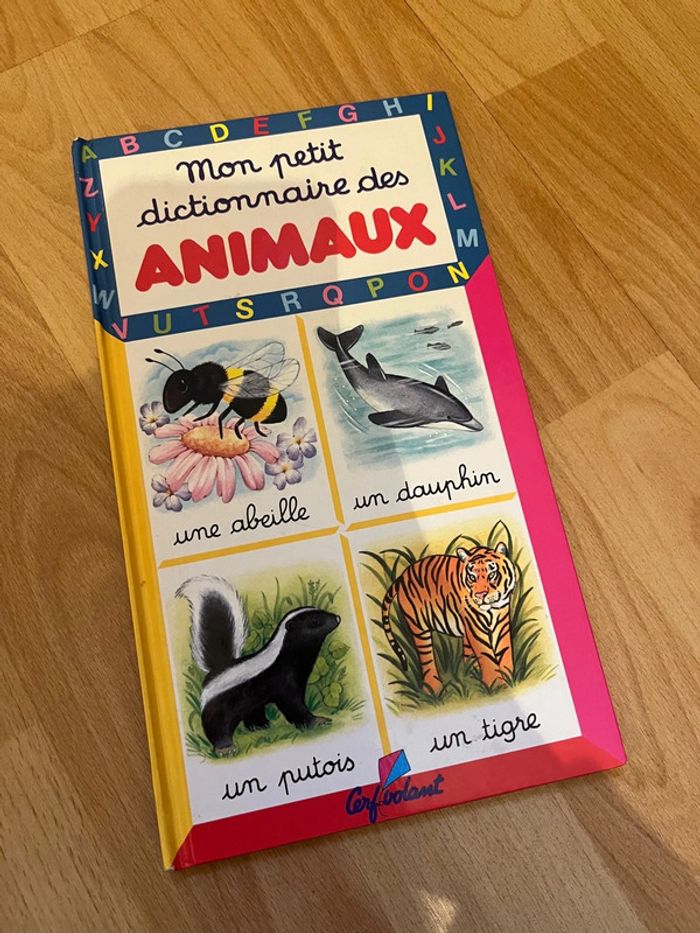 A B C D E F G H I
J
K
L
M
N
O
P
Q
R
S
T
U
V
W
X
Y
Z
Mon petit
dictionnaire des
ANIMAUX
une abeille
un dauphin
un putois
un tigre
Cerf volant